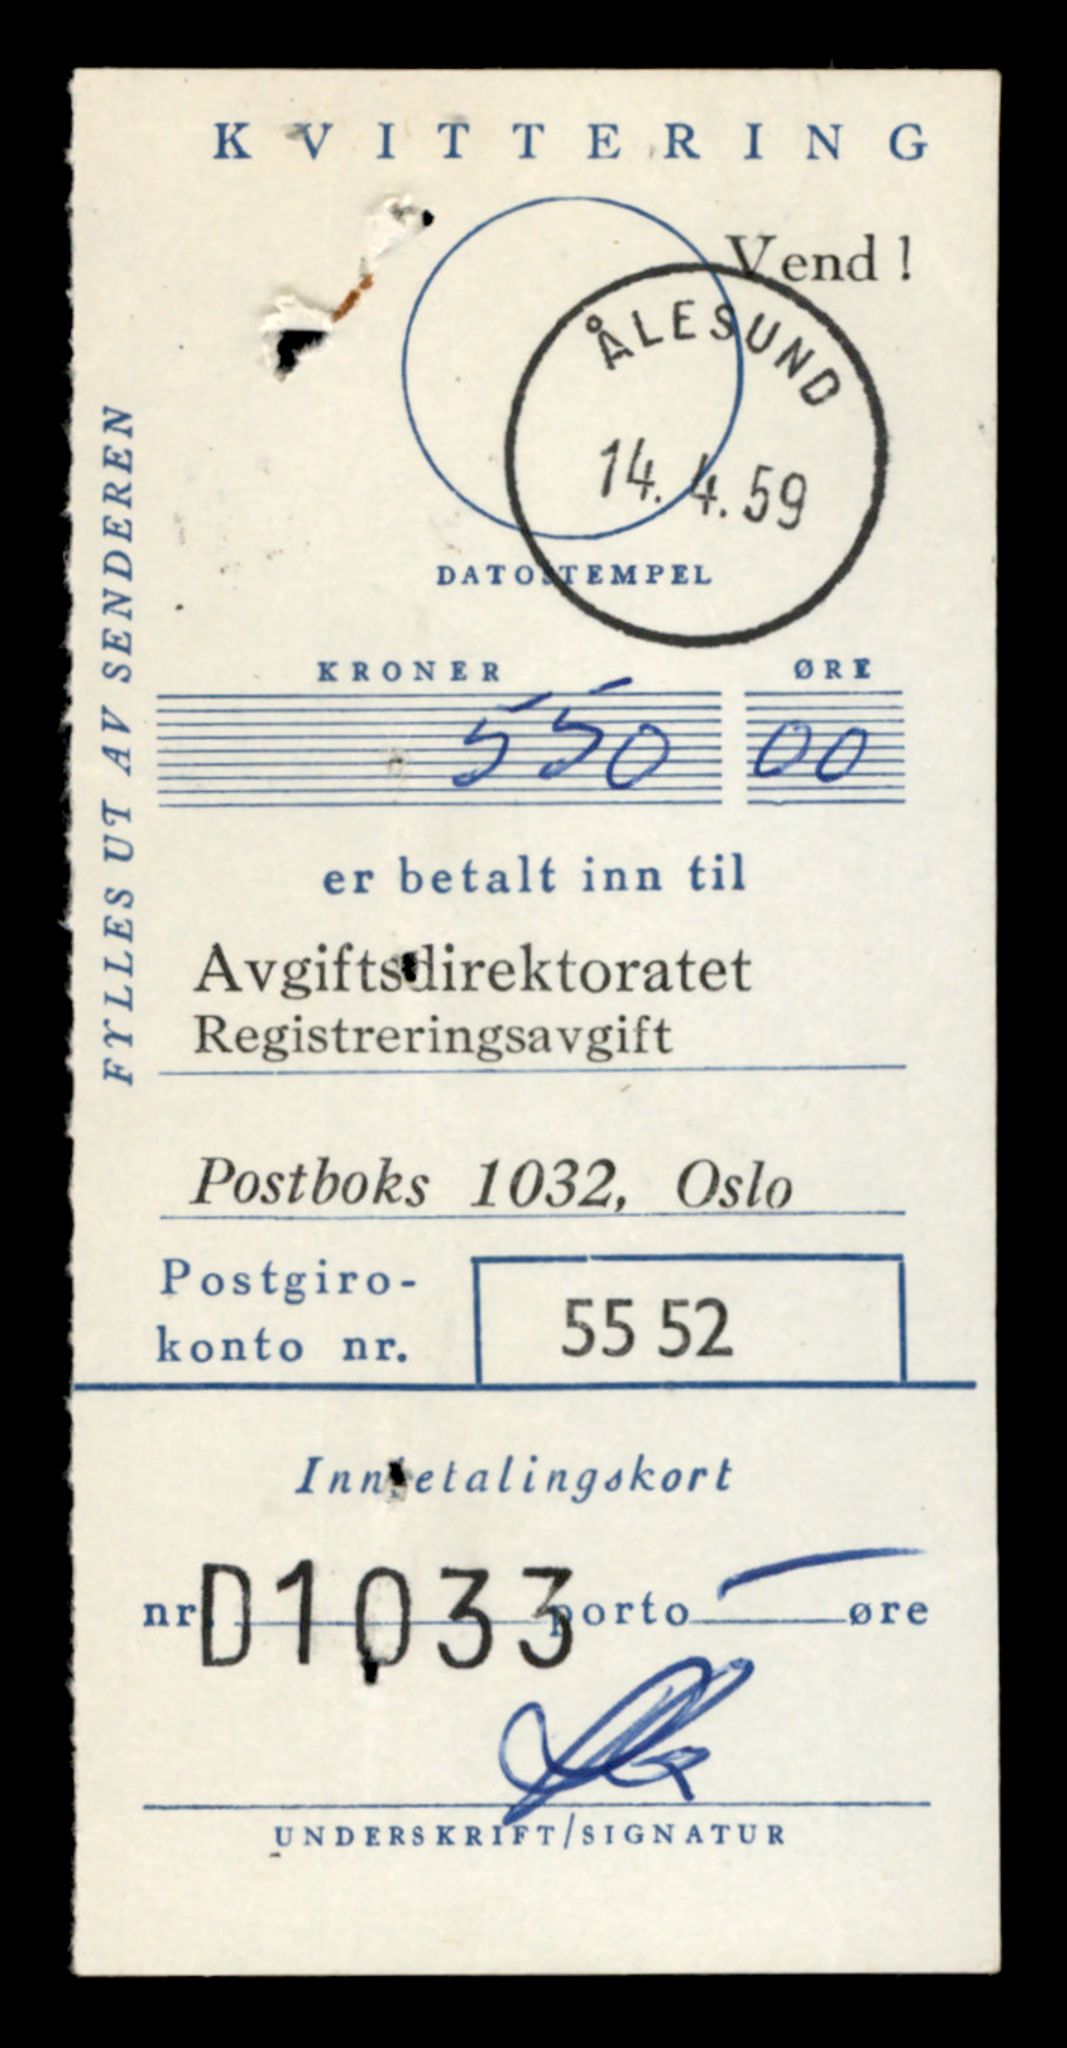 KVITTERING
Vend !
ÅLESUND
14. 4. 59
DATOSTEMPEL
FYLLES UT AV SENDEREN
KRONER ØRE
550 00
er betalt inn til
Avgiftsdirektoratet
Registreringsavgift
Postboks 1032, Oslo
Postgiro-
konto nr. 55 52
Innbetalingskort
nr. D1033 porto — øre
UNDERSKRIFT/SIGNATUR